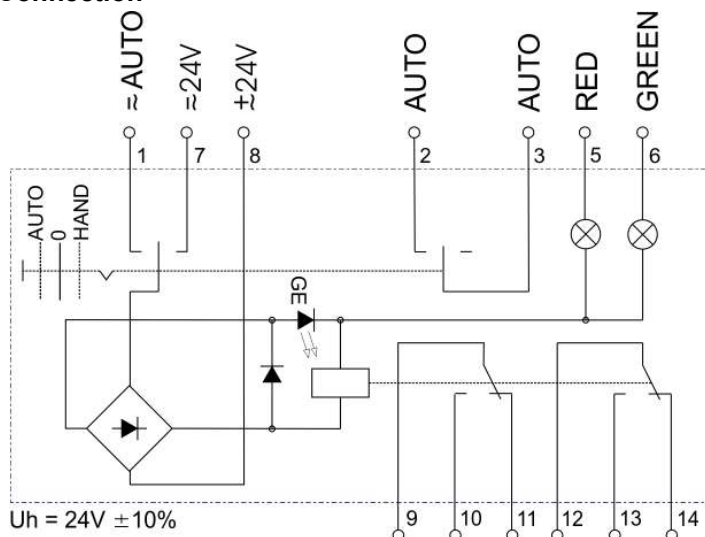 Connection
≈ AUTO
≈24V
±24V
AUTO
AUTO
RED
GREEN
1
7
8
2
3
5
6
AUTO
0
HAND
GE
Uh = 24V ±10%
9
10
11
12
13
14